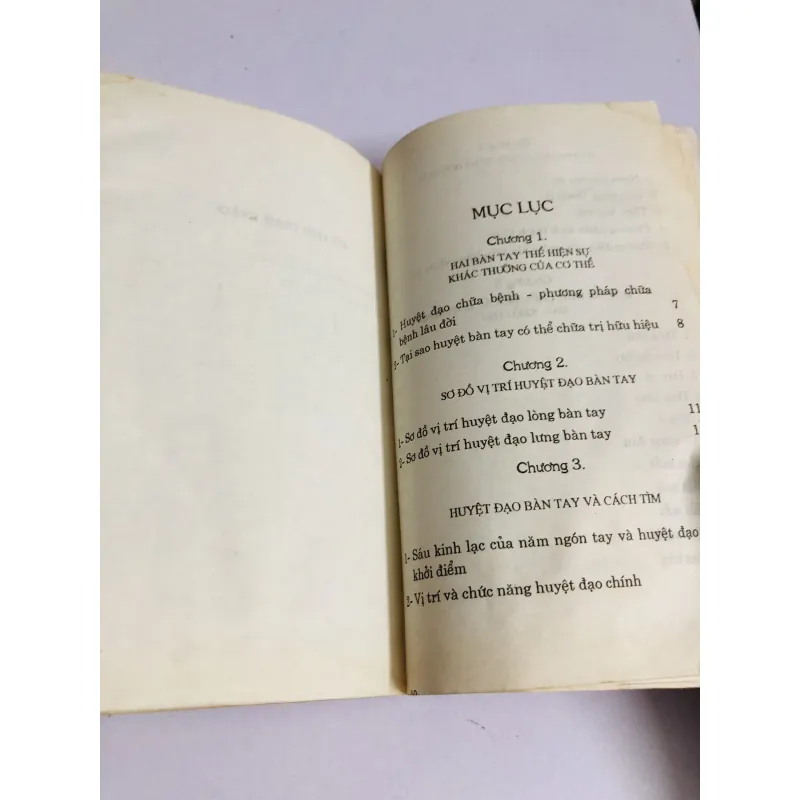 MỤC LỤC
Chương 1.
HAI BÀN TAY THỂ HIỆN SỰ
KHÁC THƯỜNG CỦA CƠ THỂ
1- Huyệt đạo chữa bệnh - phương pháp chữa
bệnh lâu đời 7
2- Tại sao huyệt bàn tay có thể chữa trị hữu hiệu 8
Chương 2.
SƠ ĐỒ VỊ TRÍ HUYỆT ĐẠO BÀN TAY
1- Sơ đồ vị trí huyệt đạo lòng bàn tay 11
2- Sơ đồ vị trí huyệt đạo lưng bàn tay 1
Chương 3.
HUYỆT ĐẠO BÀN TAY VÀ CÁCH TÌM
1- Sáu kinh lạc của năm ngón tay và huyệt đạo
khởi điểm
2- Vị trí và chức năng huyệt đạo chính